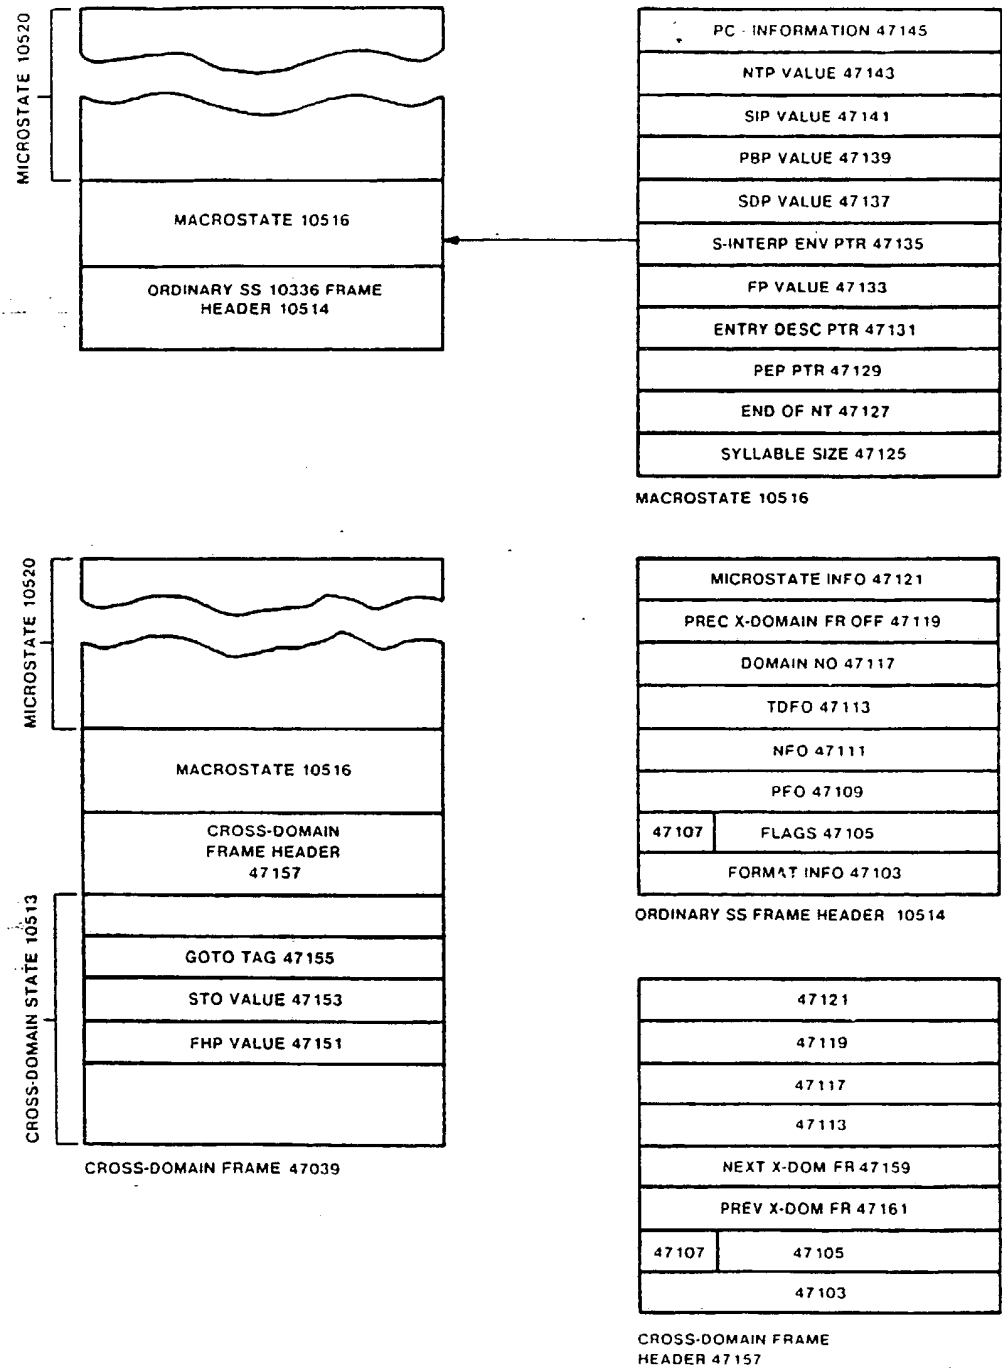 MICROSTATE 10520
MACROSTATE 10516
ORDINARY SS 10336 FRAME
HEADER 10514
PC - INFORMATION 47145
NTP VALUE 47143
SIP VALUE 47141
PBP VALUE 47139
SDP VALUE 47137
S-INTERP ENV PTR 47135
FP VALUE 47133
ENTRY DESC PTR 47131
PEP PTR 47129
END OF NT 47127
SYLLABLE SIZE 47125
MACROSTATE 10516
MICROSTATE 10520
MACROSTATE 10516
CROSS-DOMAIN
FRAME HEADER
47157
CROSS-DOMAIN STATE 10513
GOTO TAG 47155
STO VALUE 47153
FHP VALUE 47151
CROSS-DOMAIN FRAME 47039
MICROSTATE INFO 47121
PREC X-DOMAIN FR OFF 47119
DOMAIN NO 47117
TDFO 47113
NFO 47111
PFO 47109
47107 FLAGS 47105
FORMAT INFO 47103
ORDINARY SS FRAME HEADER 10514
47121
47119
47117
47113
NEXT X-DOM FR 47159
PREV X-DOM FR 47161
47107 47105
47103
CROSS-DOMAIN FRAME
HEADER 47157